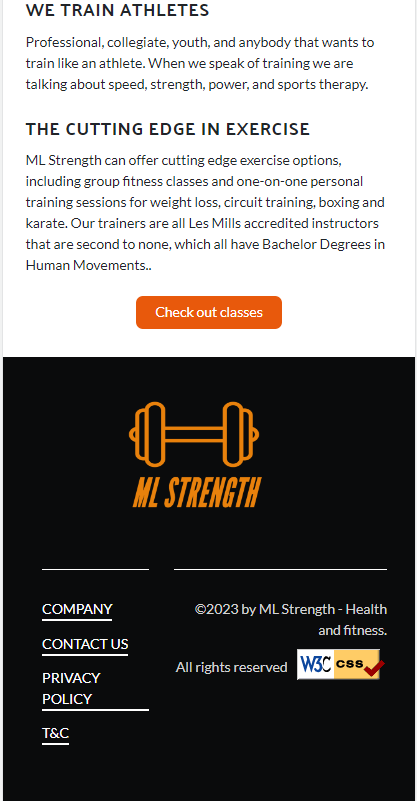 WE TRAIN ATHLETES
Professional, collegiate, youth, and anybody that wants to
train like an athlete. When we speak of training we are
talking about speed, strength, power, and sports therapy.
THE CUTTING EDGE IN EXERCISE
ML Strength can offer cutting edge exercise options,
including group fitness classes and one-on-one personal
training sessions for weight loss, circuit training, boxing and
karate. Our trainers are all Les Mills accredited instructors
that are second to none, which all have Bachelor Degrees in
Human Movements..
Check out classes
ML STRENGTH
COMPANY
CONTACT US
PRIVACY
POLICY
T&C
©2023 by ML Strength - Health
and fitness.
All rights reserved
W3C CSS